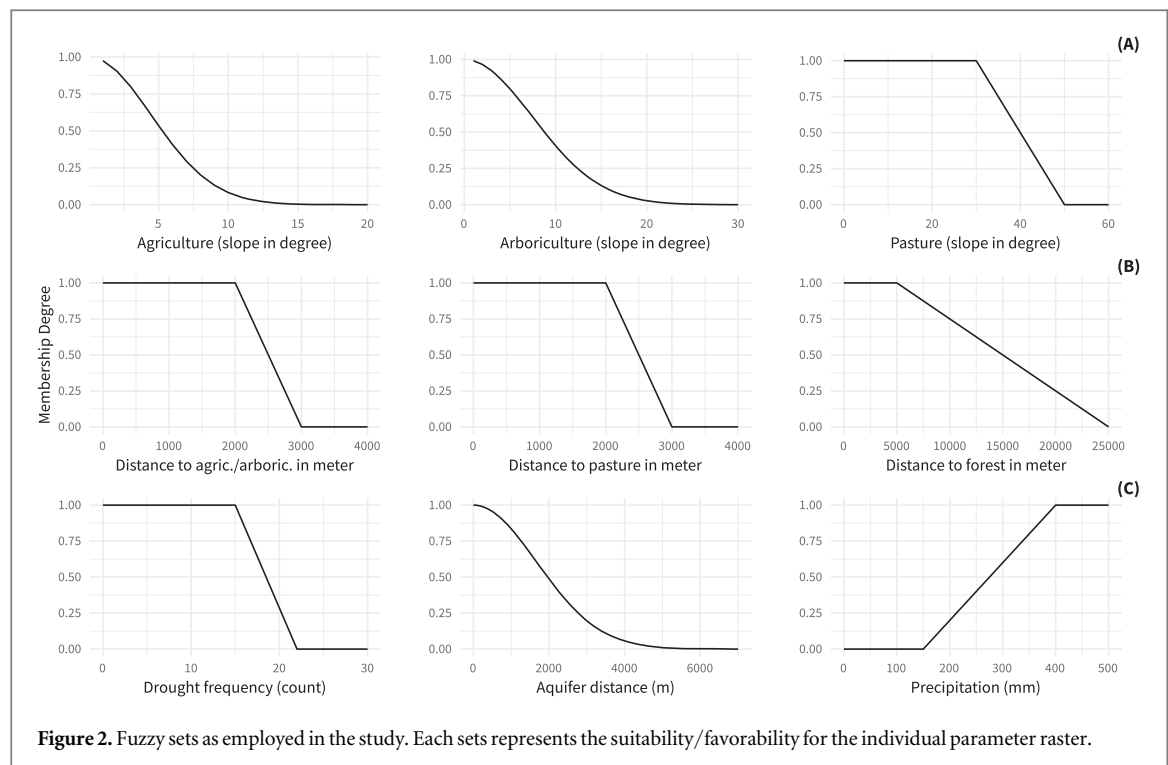 (A)
1.00
0.75
0.50
0.25
0.00
5 10 15 20
Agriculture (slope in degree)
1.00
0.75
0.50
0.25
0.00
0 10 20 30
Arboriculture (slope in degree)
1.00
0.75
0.50
0.25
0.00
0 20 40 60
Pasture (slope in degree)
(B)
Membership Degree
1.00
0.75
0.50
0.25
0.00
0 1000 2000 3000 4000
Distance to agric./arboric. in meter
1.00
0.75
0.50
0.25
0.00
0 1000 2000 3000 4000
Distance to pasture in meter
1.00
0.75
0.50
0.25
0.00
0 5000 10000 15000 20000 25000
Distance to forest in meter
(C)
1.00
0.75
0.50
0.25
0.00
0 10 20 30
Drought frequency (count)
1.00
0.75
0.50
0.25
0.00
0 2000 4000 6000
Aquifer distance (m)
1.00
0.75
0.50
0.25
0.00
0 100 200 300 400 500
Precipitation (mm)
Figure 2. Fuzzy sets as employed in the study. Each sets represents the suitability/favorability for the individual parameter raster.